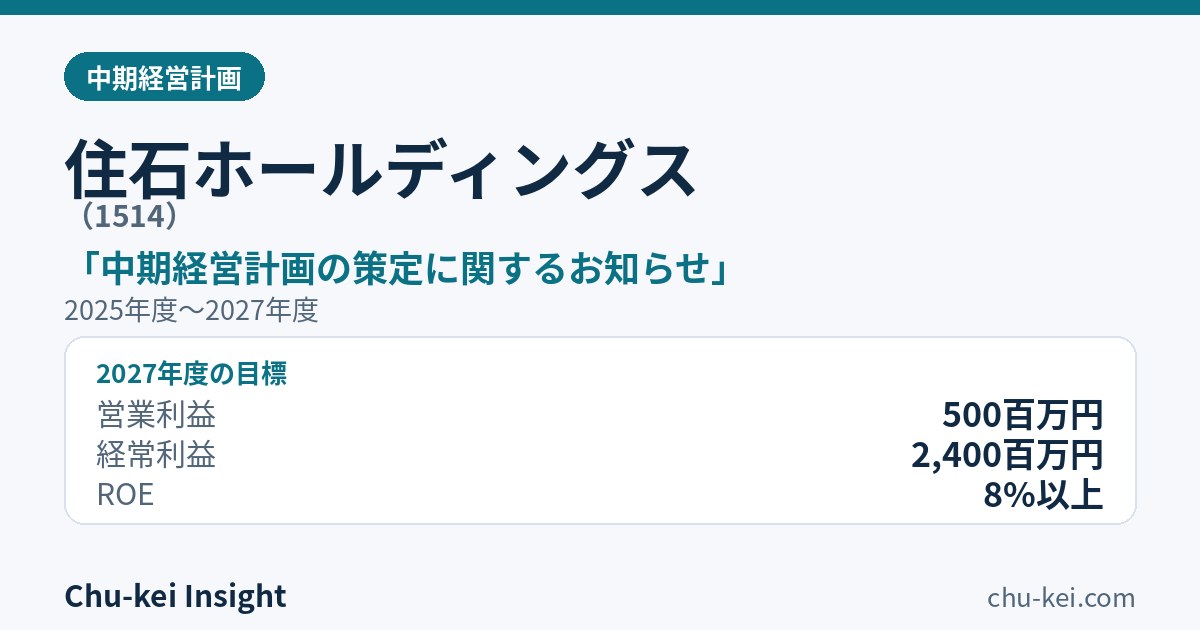 中期経営計画
住石ホールディングス
（1514）
「中期経営計画の策定に関するお知らせ」
2025年度～2027年度
2027年度の目標
営業利益 500百万円
経常利益 2,400百万円
ROE 8%以上
Chu-kei Insight chu-kei.com